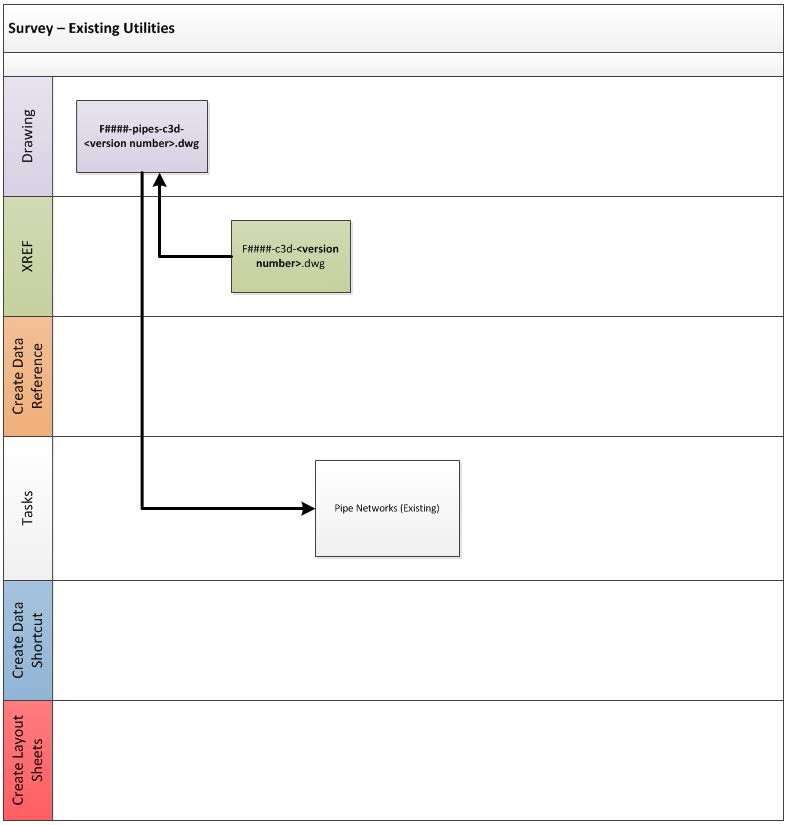 Survey – Existing Utilities
Drawing
F####-pipes-c3d-
<version number>.dwg
XREF
F####-c3d-<version
number>.dwg
Create Data
Reference
Tasks
Pipe Networks (Existing)
Create Data
Shortcut
Create Layout
Sheets